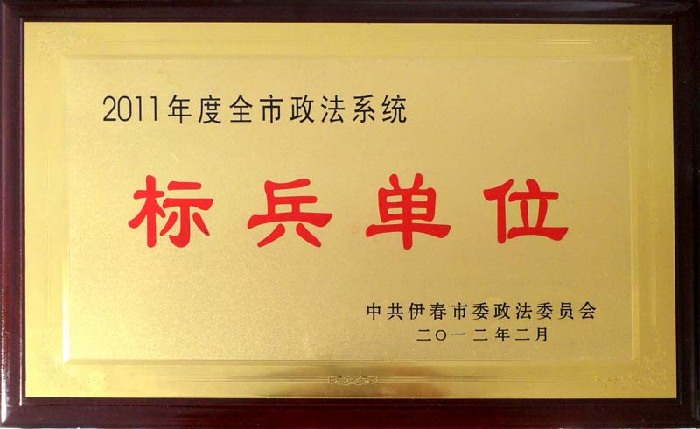 2011年度全市政法系统
标兵单位
中共伊春市委政法委员会
二〇一二年二月